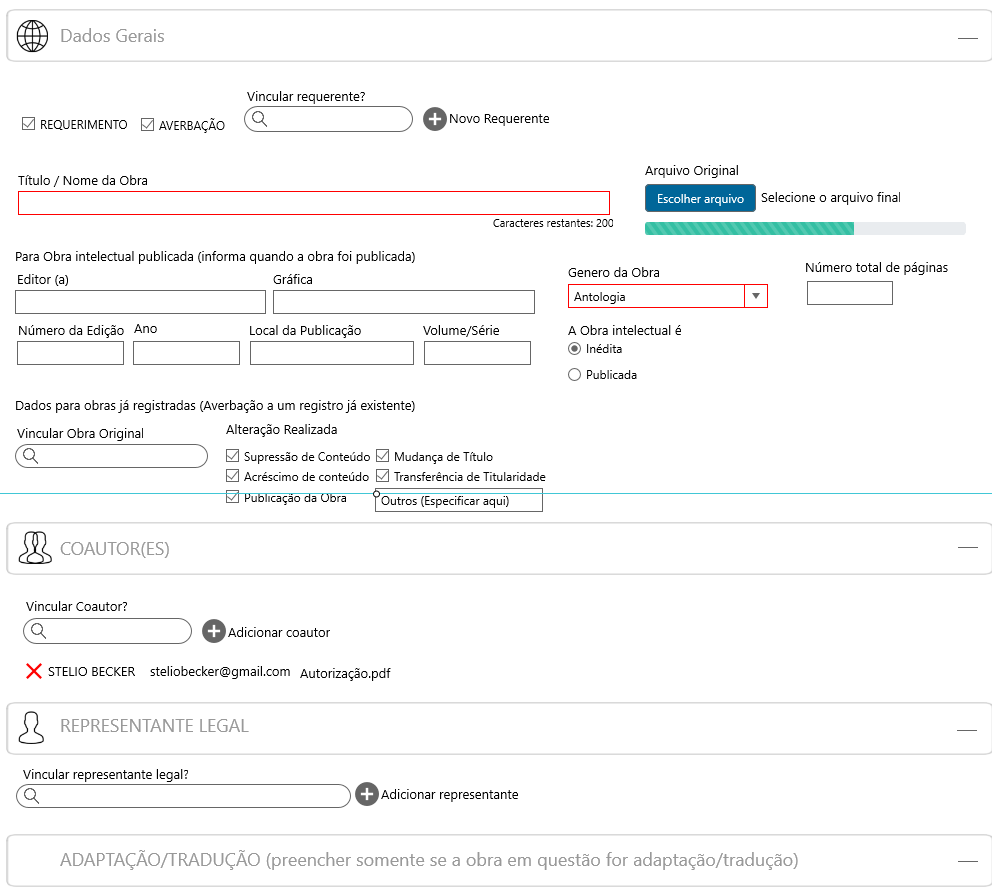 Dados Gerais
Vincular requerente?
REQUERIMENTO AVERBAÇÃO Novo Requerente
Título / Nome da Obra
Caracteres restantes: 200
Arquivo Original
Escolher arquivo Selecione o arquivo final
Para Obra intelectual publicada (informa quando a obra foi publicada)
Editor (a) Gráfica
Número da Edição Ano Local da Publicação Volume/Série
Genero da Obra
Antologia
Número total de páginas
A Obra intelectual é
Inédita
Publicada
Dados para obras já registradas (Averbação a um registro já existente)
Vincular Obra Original
Alteração Realizada
Supressão de Conteúdo Mudança de Título
Acréscimo de conteúdo Transferência de Titularidade
Publicação da Obra Outros (Especificar aqui)
COAUTOR(ES)
Vincular Coautor?
Adicionar coautor
STELIO BECKER steliobecker@gmail.com Autorização.pdf
REPRESENTANTE LEGAL
Vincular representante legal?
Adicionar representante
ADAPTAÇÃO/TRADUÇÃO (preencher somente se a obra em questão for adaptação/tradução)